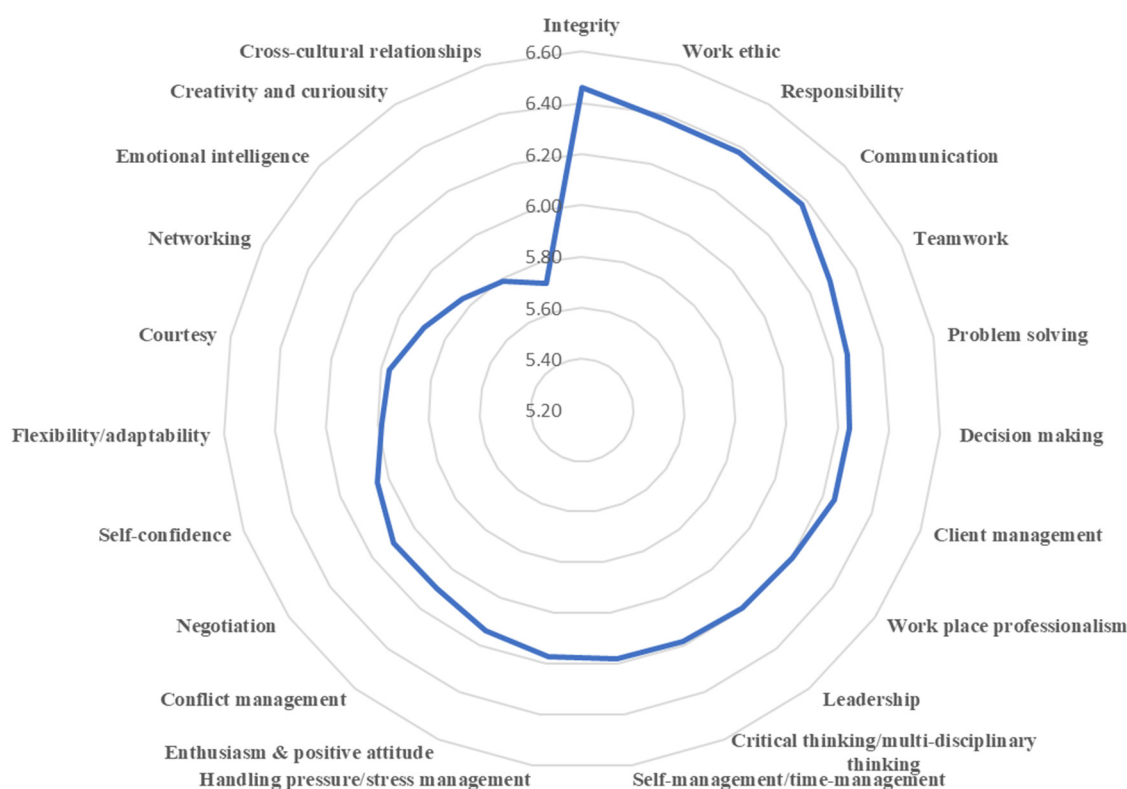 Integrity
Cross-cultural relationships
6.60
Work ethic
Creativity and curiousity
6.40
Responsibility
Emotional intelligence
6.20
Communication
Networking
6.00
Teamwork
5.80
Courtesy
5.60
Problem solving
5.40
Flexibility/adaptability
5.20
Decision making
Self-confidence
Client management
Negotiation
Work place professionalism
Conflict management
Leadership
Enthusiasm & positive attitude
Critical thinking/multi-disciplinary
thinking
Handling pressure/stress management
Self-management/time-management